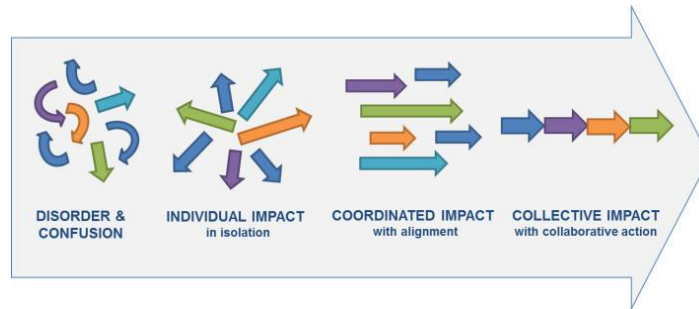 DISORDER &
CONFUSION
INDIVIDUAL IMPACT
in isolation
COORDINATED IMPACT
with alignment
COLLECTIVE IMPACT
with collaborative action